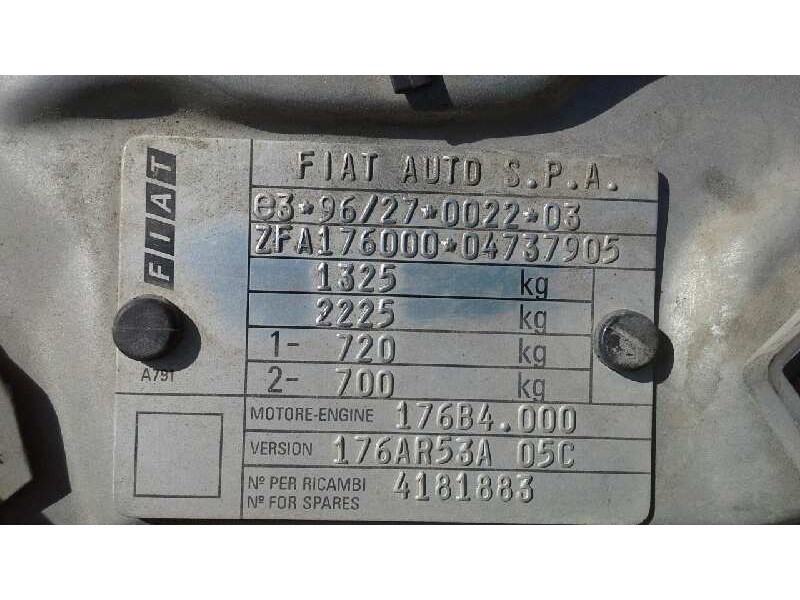 FIAT
FIAT AUTO S.P.A.
e3*96/27*0022*03
ZFA176000*04737905
1325 kg
2225 kg
1- 720 kg
2- 700 kg
A791
MOTORE-ENGINE 176B4.000
VERSION 176AR53A 05C
Nº PER RICAMBI
Nº FOR SPARES
4181883